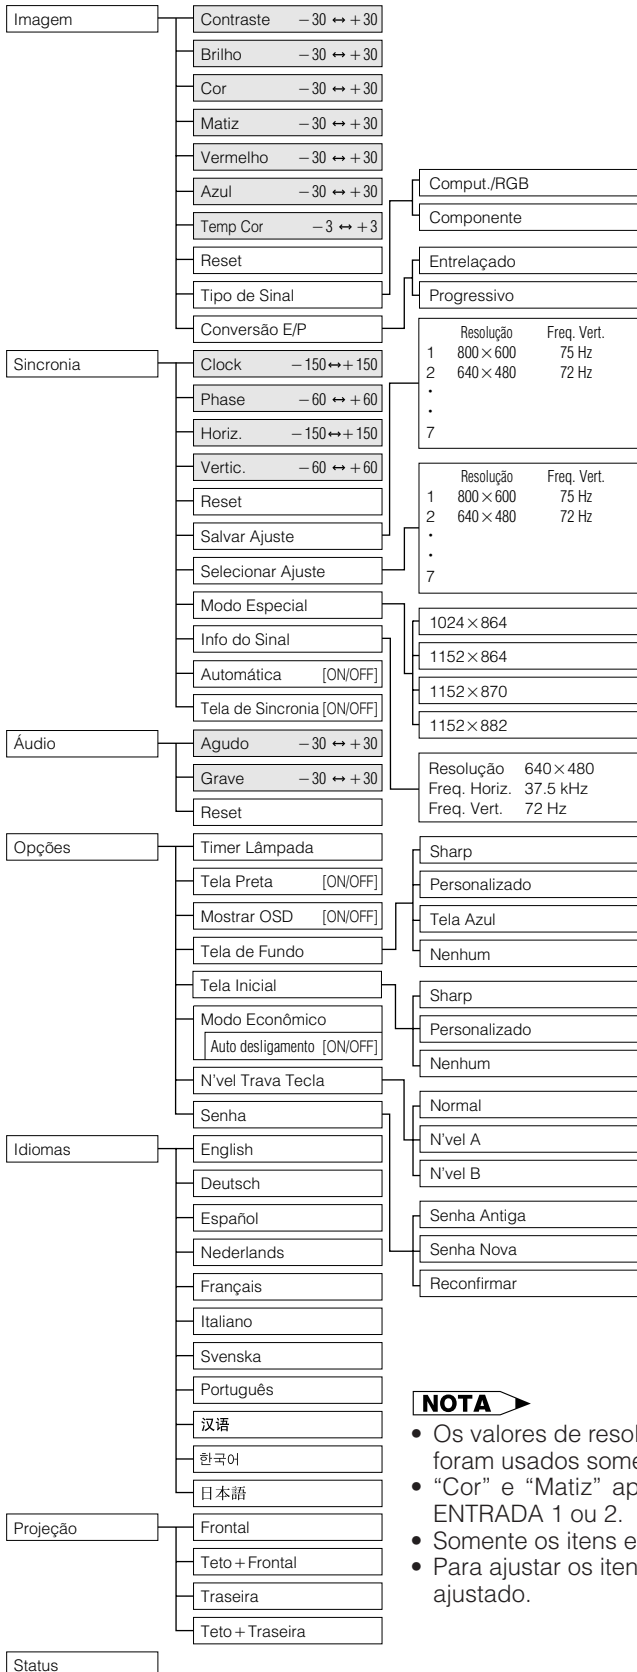 Imagem
Contraste −30 ↔ +30
Brilho −30 ↔ +30
Cor −30 ↔ +30
Matiz −30 ↔ +30
Vermelho −30 ↔ +30
Azul −30 ↔ +30
Temp Cor −3 ↔ +3
Reset
Tipo de Sinal
Conversão E/P
Comput./RGB
Componente
Entrelaçado
Progressivo
Sincronia
Clock −150↔+150
Phase −60 ↔ +60
Horiz. −150↔+150
Vertic. −60 ↔ +60
Reset
Salvar Ajuste
Selecionar Ajuste
Modo Especial
Info do Sinal
Automática [ON/OFF]
Tela de Sincronia [ON/OFF]
Resolução Freq. Vert.
1 800×600 75 Hz
2 640×480 72 Hz
•
•
7
Resolução Freq. Vert.
1 800×600 75 Hz
2 640×480 72 Hz
•
•
7
1024×864
1152×864
1152×870
1152×882
Resolução 640×480
Freq. Horiz. 37.5 kHz
Freq. Vert. 72 Hz
Áudio
Agudo −30 ↔ +30
Grave −30 ↔ +30
Reset
Opções
Timer Lâmpada
Tela Preta [ON/OFF]
Mostrar OSD [ON/OFF]
Tela de Fundo
Tela Inicial
Modo Econômico
Auto desligamento [ON/OFF]
N'vel Trava Tecla
Senha
Sharp
Personalizado
Tela Azul
Nenhum
Sharp
Personalizado
Nenhum
Normal
N'vel A
N'vel B
Senha Antiga
Senha Nova
Reconfirmar
Idiomas
English
Deutsch
Español
Nederlands
Français
Italiano
Svenska
Português
汉语
한국어
日本語
Projeção
Frontal
Teto+Frontal
Traseira
Teto+Traseira
Status
NOTA
• Os valores de resol
foram usados some
• “Cor” e “Matiz” ap
ENTRADA 1 ou 2.
• Somente os itens e
• Para ajustar os iten
ajustado.